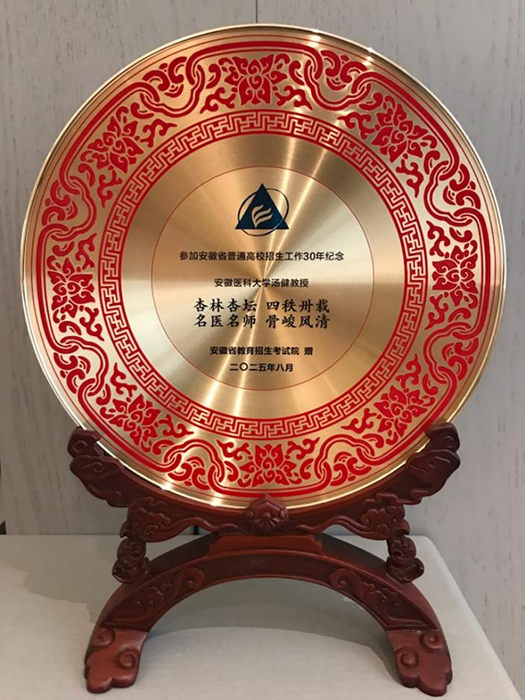 参加安徽省普通高校招生工作30年纪念
安徽医科大学汤健教授
杏林杏坛 四秩卅载
名医名师 骨峻风清
安徽省教育招生考试院 赠
二〇二五年八月